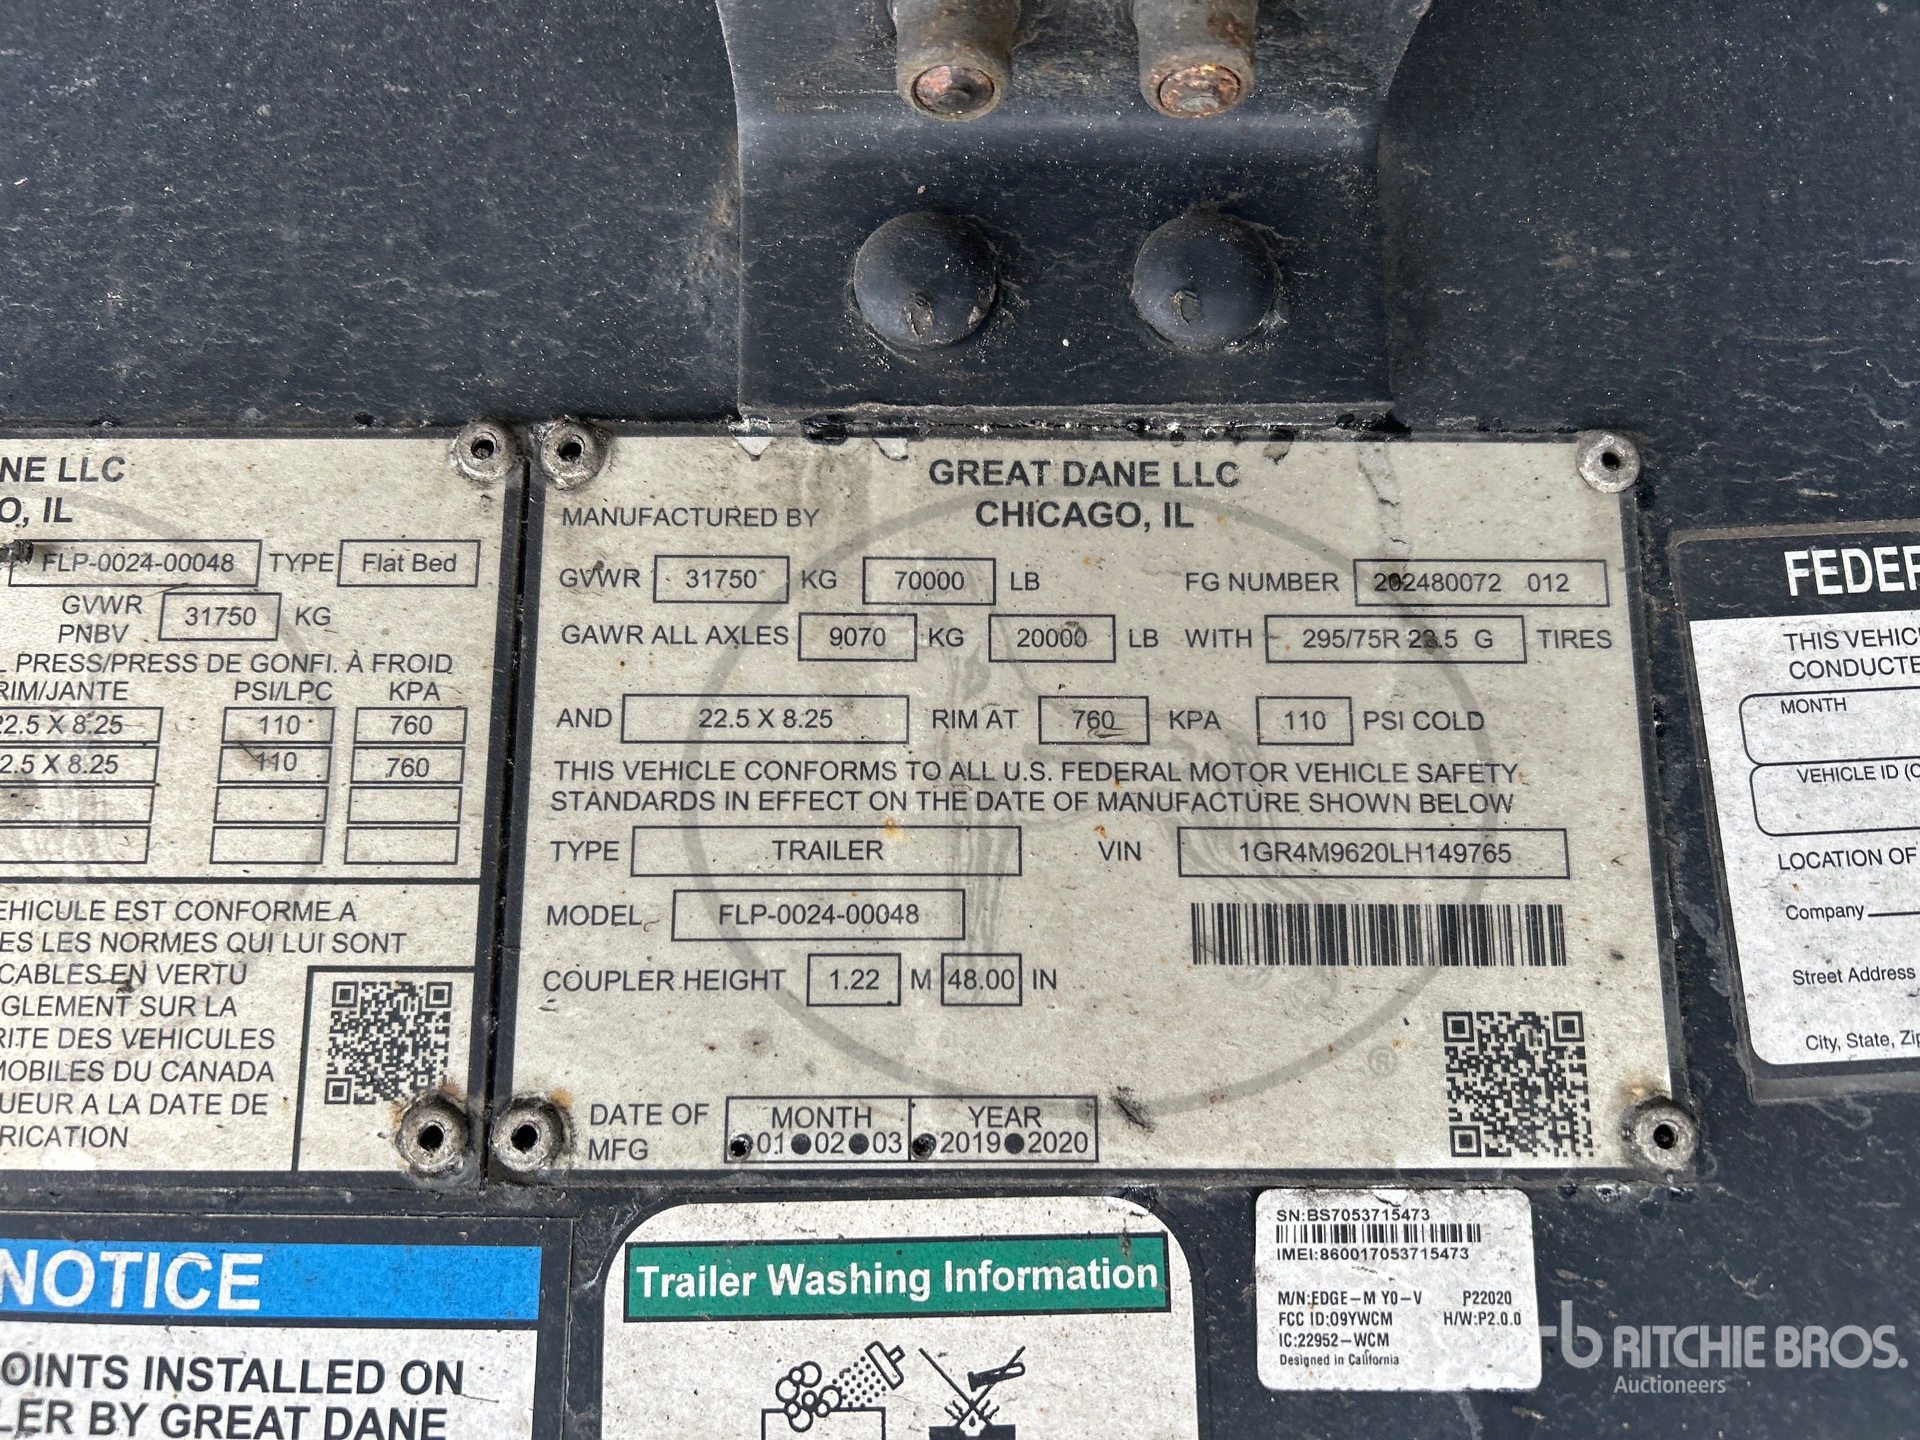 NE LLC
O, IL
FLP-0024-00048 TYPE Flat Bed
GVWR
PNBV 31750 KG
L PRESS/PRESS DE GONFI. À FROID
RIM/JANTE PSI/LPC KPA
22.5 X 8.25 110 760
2.5 X 8.25 110 760
EHICULE EST CONFORME A
ES LES NORMES QUI LUI SONT
CABLES EN VERTU
GLEMENT SUR LA
RITE DES VEHICULES
MOBILES DU CANADA
UEUR A LA DATE DE
RICATION
GREAT DANE LLC
MANUFACTURED BY CHICAGO, IL
GVWR 31750 KG 70000 LB FG NUMBER 202480072 012
GAWR ALL AXLES 9070 KG 20000 LB WITH 295/75R 22.5 G TIRES
AND 22.5 X 8.25 RIM AT 760 KPA 110 PSI COLD
THIS VEHICLE CONFORMS TO ALL U.S. FEDERAL MOTOR VEHICLE SAFETY
STANDARDS IN EFFECT ON THE DATE OF MANUFACTURE SHOWN BELOW
TYPE TRAILER VIN 1GR4M9620LH149765
MODEL FLP-0024-00048
COUPLER HEIGHT 1.22 M 48.00 IN
®
DATE OF MFG MONTH YEAR
01 02 03 2019 2020
FEDER
THIS VEHIC
CONDUCTE
MONTH
VEHICLE ID (O
LOCATION OF
Company
Street Address
City, State, Zip
NOTICE
OINTS INSTALLED ON
LER BY GREAT DANE
Trailer Washing Information
SN:BS7053715473
IMEI:860017053715473
M/N:EDGE-M Y0-V P22020
FCC ID:O9YWCM H/W:P2.0.0
IC:22952-WCM
Designed in California
rb RITCHIE BROS.
Auctioneers